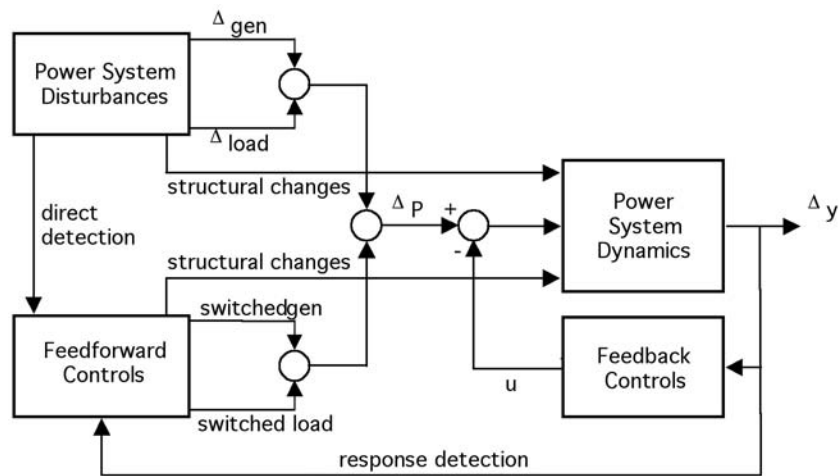 Δ gen
Power System
Disturbances
Δ load
structural changes
direct
detection
Δ P
+
-
Power
System
Dynamics
Δ y
structural changes
switchedgen
Feedforward
Controls
switched load
u
Feedback
Controls
response detection